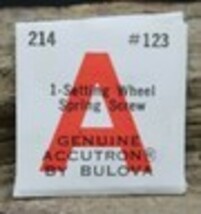 214 #123
1-Setting Wheel
Spring Screw
A
GENUINE
ACCUTRON®
BY BULOVA